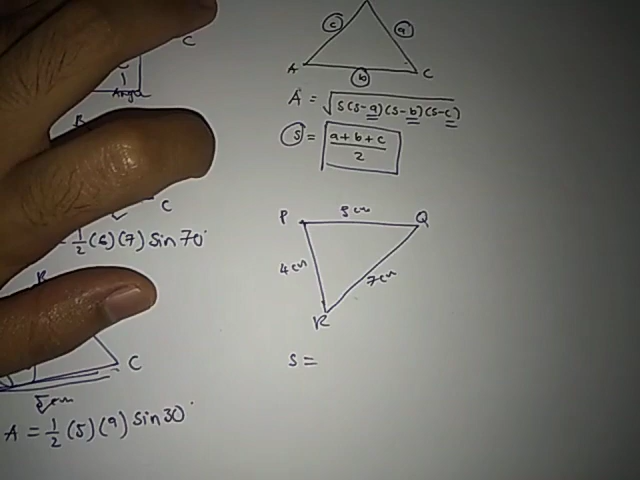 C
Angle
B
C
½(6)(7) Sin 70°
B
C
5cm
A = ½ (5)(9) Sin 30°
c
a
A
C
b
A = √s(s-a)(s-b)(s-c)
s = a+b+c / 2
P
Q
4cm
7cm
R
s =